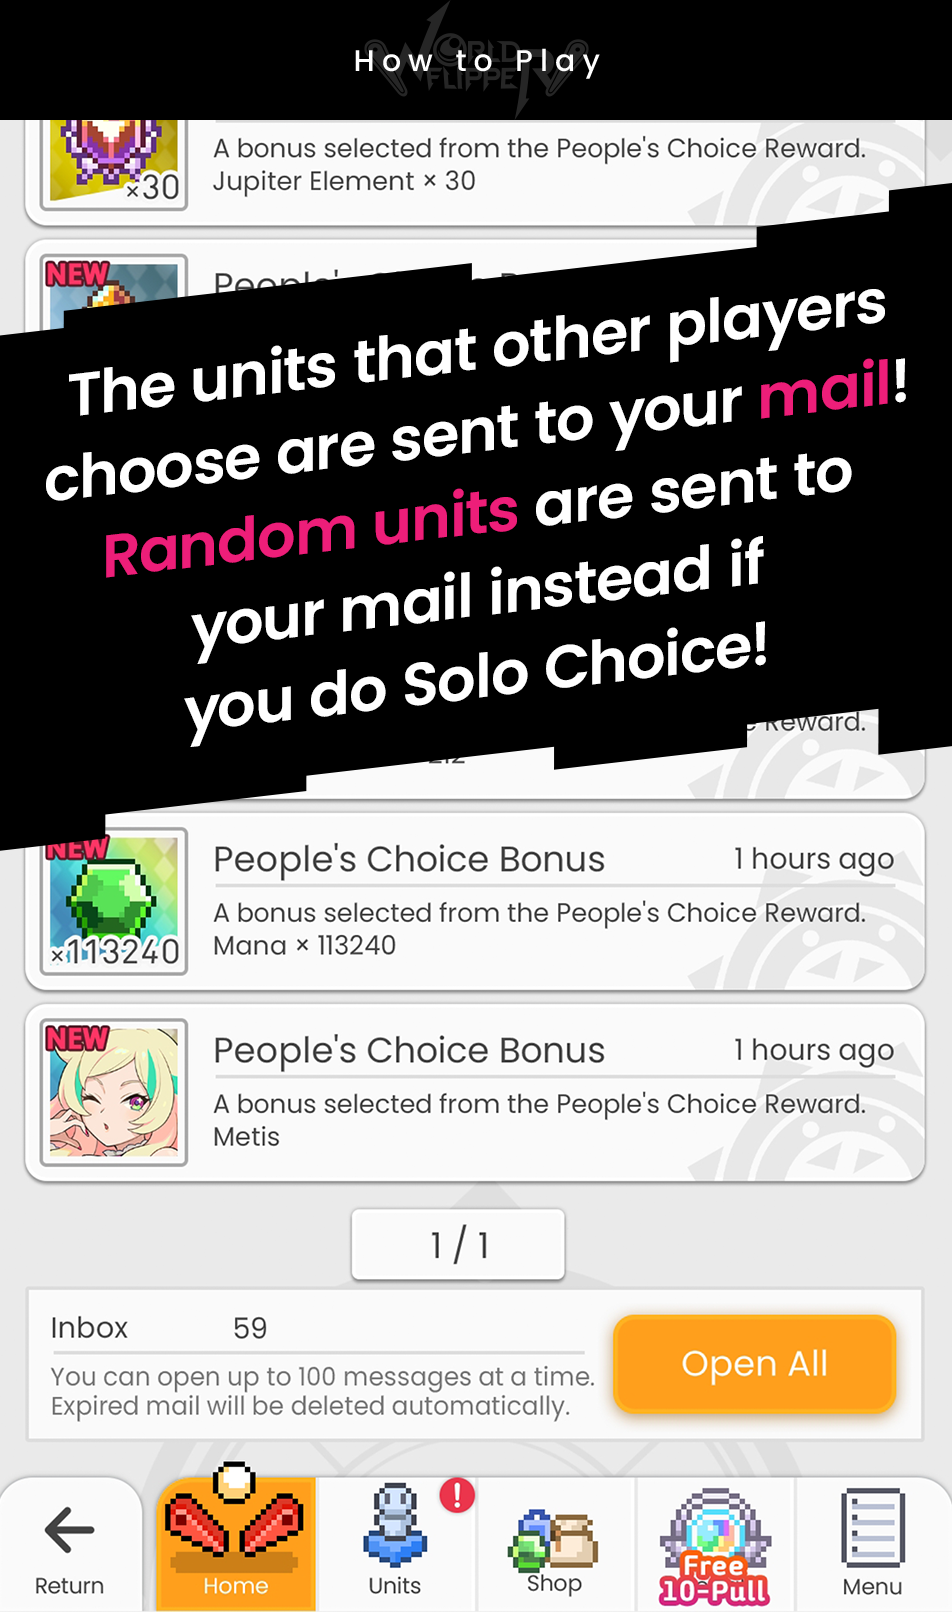 WORLD FLIPPER
How to Play
×30
A bonus selected from the People's Choice Reward.
Jupiter Element × 30
NEW
People's
The units that other players
choose are sent to your mail!
Random units are sent to
your mail instead if
you do Solo Choice!
Reward.
212
NEW
×113240
People's Choice Bonus
1 hours ago
A bonus selected from the People's Choice Reward.
Mana × 113240
NEW
People's Choice Bonus
1 hours ago
A bonus selected from the People's Choice Reward.
Metis
1 / 1
Inbox 59
You can open up to 100 messages at a time.
Expired mail will be deleted automatically.
Open All
Return
Home
!
Units
Shop
Free
10-Pull
Menu